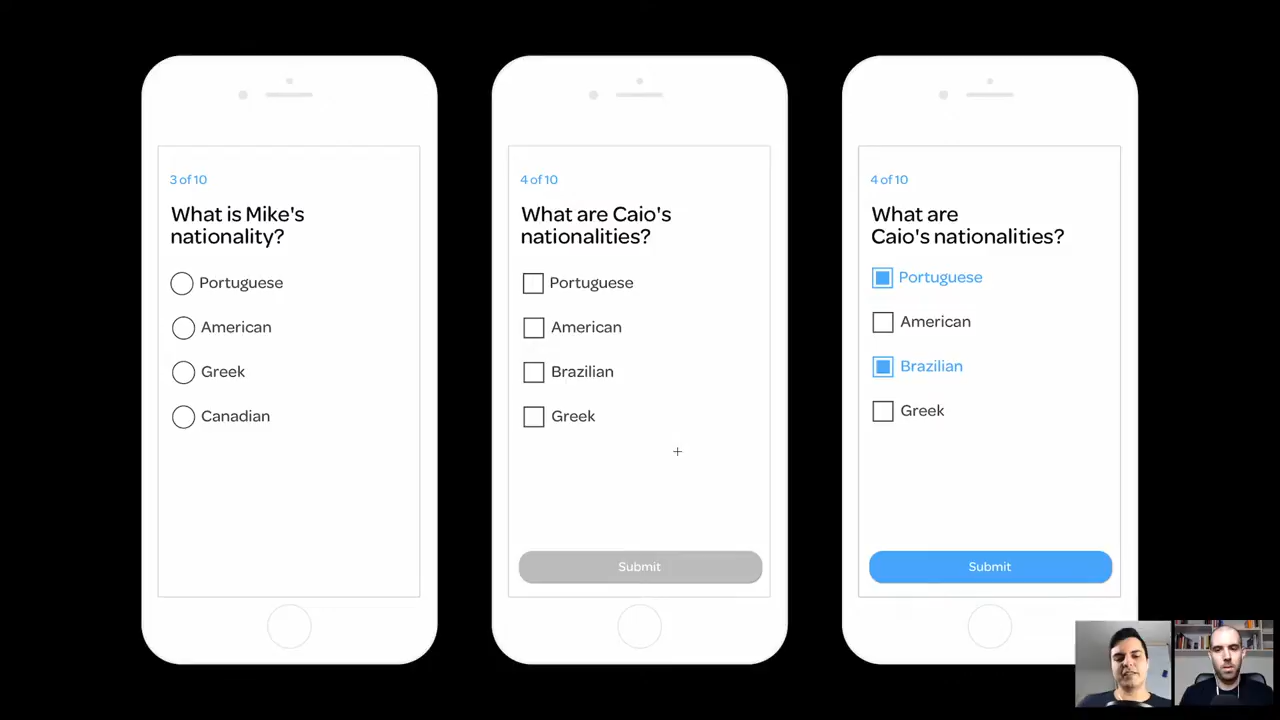 3 of 10
What is Mike's
nationality?
Portuguese
American
Greek
Canadian
4 of 10
What are Caio's
nationalities?
Portuguese
American
Brazilian
Greek
Submit
4 of 10
What are
Caio's nationalities?
Portuguese
American
Brazilian
Greek
Submit